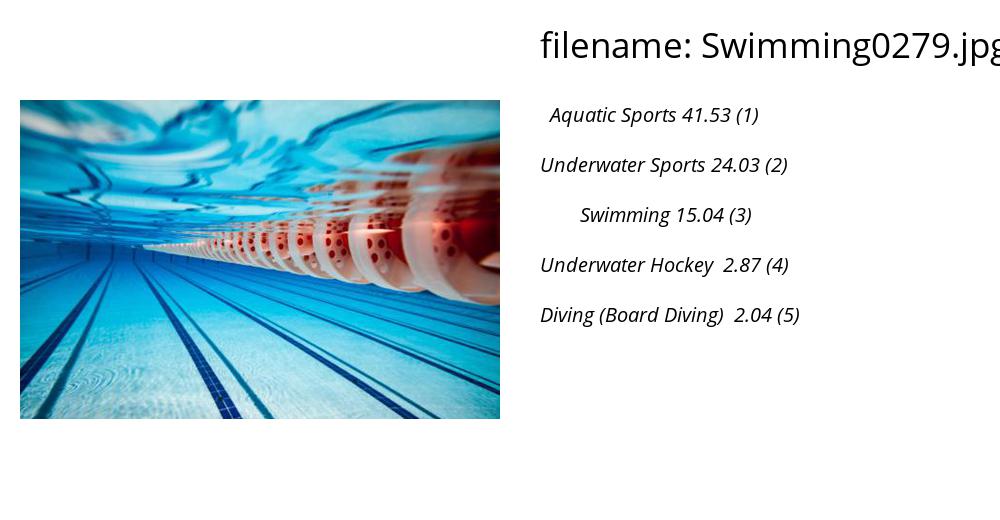 filename: Swimming0279.jpg
Aquatic Sports 41.53 (1)
Underwater Sports 24.03 (2)
Swimming 15.04 (3)
Underwater Hockey 2.87 (4)
Diving (Board Diving) 2.04 (5)